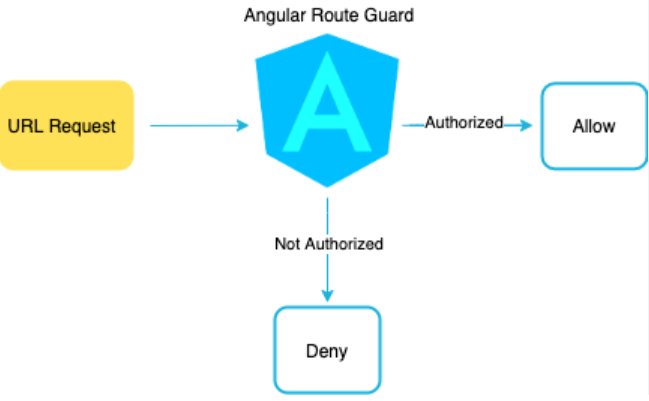 Angular Route Guard
URL Request
A
Authorized
Allow
Not Authorized
Deny